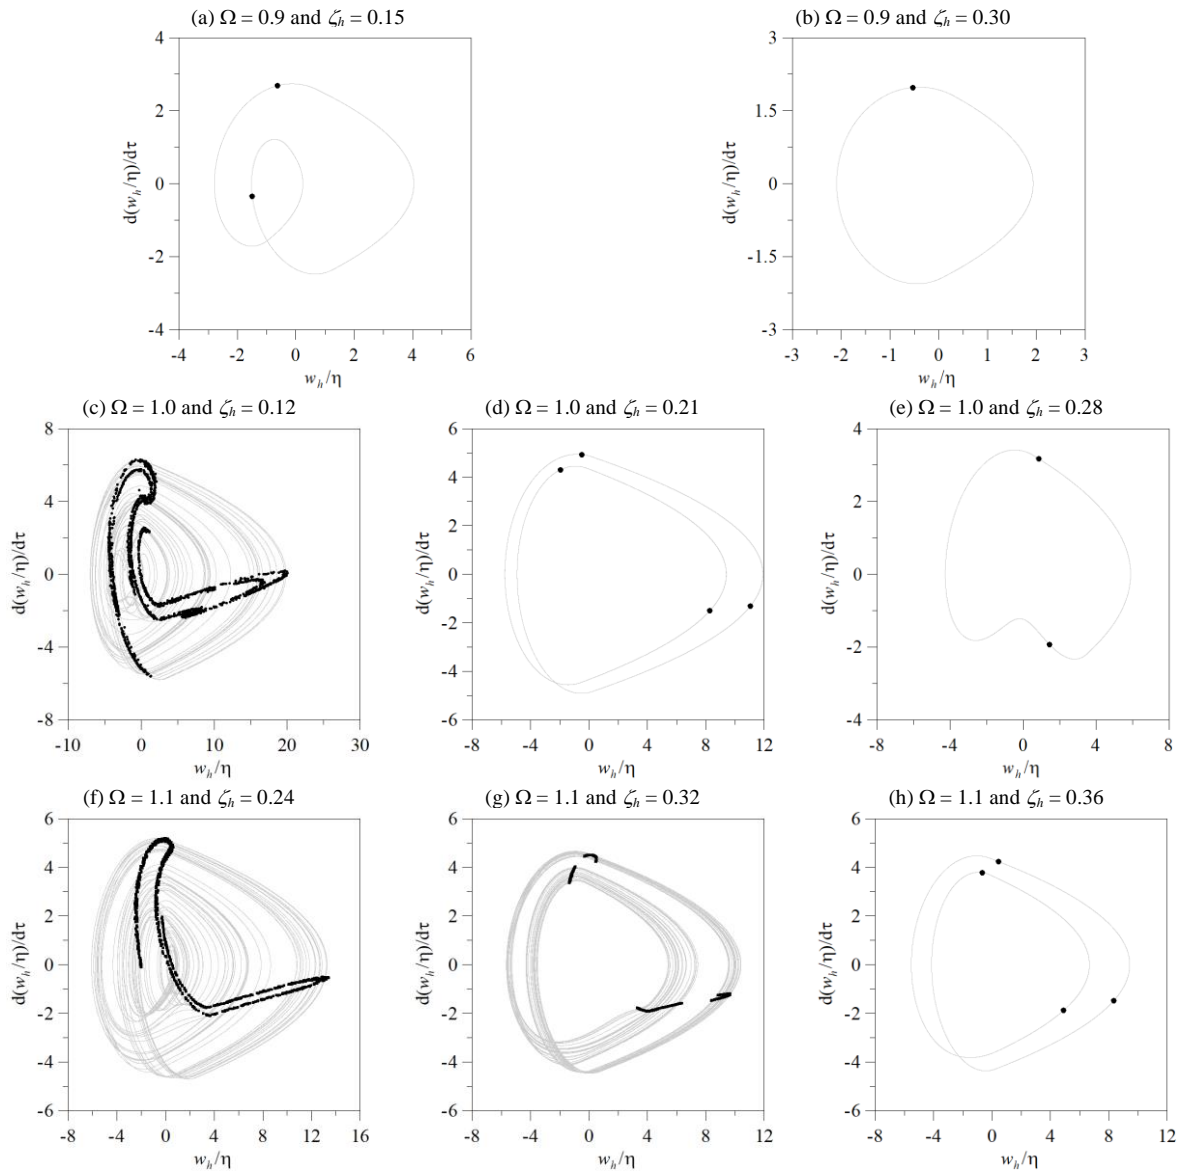 (a) Ω = 0.9 and ζh = 0.15
(b) Ω = 0.9 and ζh = 0.30
4
2
0
-2
-4
d(wh/η)/dτ
-4 -2 0 2 4 6
wh/η
3
1.5
0
-1.5
-3
d(wh/η)/dτ
-3 -2 -1 0 1 2 3
wh/η
(c) Ω = 1.0 and ζh = 0.12
(d) Ω = 1.0 and ζh = 0.21
(e) Ω = 1.0 and ζh = 0.28
8
4
0
-4
-8
d(wh/η)/dτ
-10 0 10 20 30
wh/η
6
4
2
0
-2
-4
-6
d(wh/η)/dτ
-8 -4 0 4 8 12
wh/η
4
2
0
-2
-4
d(wh/η)/dτ
-8 -4 0 4 8
wh/η
(f) Ω = 1.1 and ζh = 0.24
(g) Ω = 1.1 and ζh = 0.32
(h) Ω = 1.1 and ζh = 0.36
6
4
2
0
-2
-4
-6
d(wh/η)/dτ
-8 -4 0 4 8 12 16
wh/η
6
4
2
0
-2
-4
-6
d(wh/η)/dτ
-8 -4 0 4 8 12
wh/η
6
4
2
0
-2
-4
-6
d(wh/η)/dτ
-8 -4 0 4 8 12
wh/η